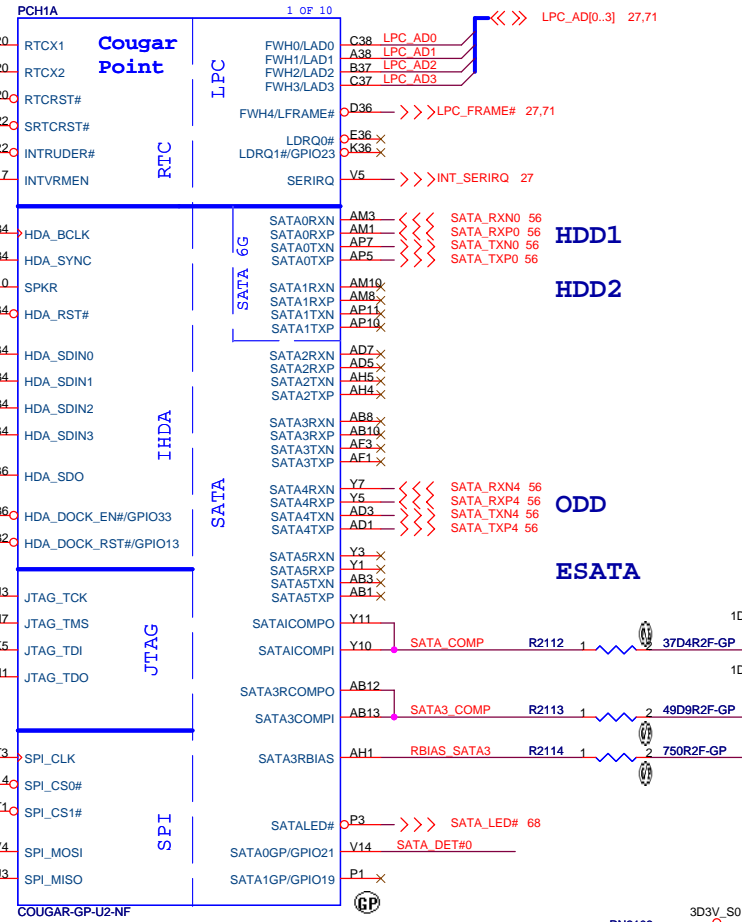 PCH1A 1 OF 10
Cougar
Point
LPC
RTC
RTCX1
RTCX2
RTCRST#
SRTCRST#
INTRUDER#
INTVRMEN
FWH0/LAD0 C38 LPC_AD0
FWH1/LAD1 A38 LPC_AD1
FWH2/LAD2 B37 LPC_AD2
FWH3/LAD3 C37 LPC_AD3
LPC_AD[0..3] 27,71
FWH4/LFRAME# D36 LPC_FRAME# 27,71
LDRQ0# E36
LDRQ1#/GPIO23 K36
SERIRQ V5 INT_SERIRQ 27
HDA_BCLK
HDA_SYNC
SPKR
HDA_RST#
HDA_SDIN0
HDA_SDIN1
HDA_SDIN2
HDA_SDIN3
HDA_SDO
HDA_DOCK_EN#/GPIO33
HDA_DOCK_RST#/GPIO13
IHDA
SATA 6G
SATA
SATA0RXN AM3 SATA_RXN0 56
SATA0RXP AM1 SATA_RXP0 56
SATA0TXN AP7 SATA_TXN0 56
SATA0TXP AP5 SATA_TXP0 56
HDD1
SATA1RXN AM10
SATA1RXP AM8
SATA1TXN AP11
SATA1TXP AP10
HDD2
SATA2RXN AD7
SATA2RXP AD5
SATA2TXN AH5
SATA2TXP AH4
SATA3RXN AB8
SATA3RXP AB10
SATA3TXN AF3
SATA3TXP AF1
SATA4RXN Y7 SATA_RXN4 56
SATA4RXP Y5 SATA_RXP4 56
SATA4TXN AD3 SATA_TXN4 56
SATA4TXP AD1 SATA_TXP4 56
ODD
SATA5RXN Y3
SATA5RXP Y1
SATA5TXN AB3
SATA5TXP AB1
ESATA
JTAG_TCK
JTAG_TMS
JTAG_TDI
JTAG_TDO
JTAG
SATAICOMPO Y11
SATAICOMPI Y10 SATA_COMP R2112 1 2 37D4R2F-GP
SATA3RCOMPO AB12
SATA3COMPI AB13 SATA3_COMP R2113 1 2 49D9R2F-GP
SATA3RBIAS AH1 RBIAS_SATA3 R2114 1 2 750R2F-GP
SPI_CLK
SPI_CS0#
SPI_CS1#
SPI_MOSI
SPI_MISO
SPI
SATALED# P3 SATA_LED# 68
SATA0GP/GPIO21 V14 SATA_DET#0
SATA1GP/GPIO19 P1
COUGAR-GP-U2-NF GP
3D3V_S0